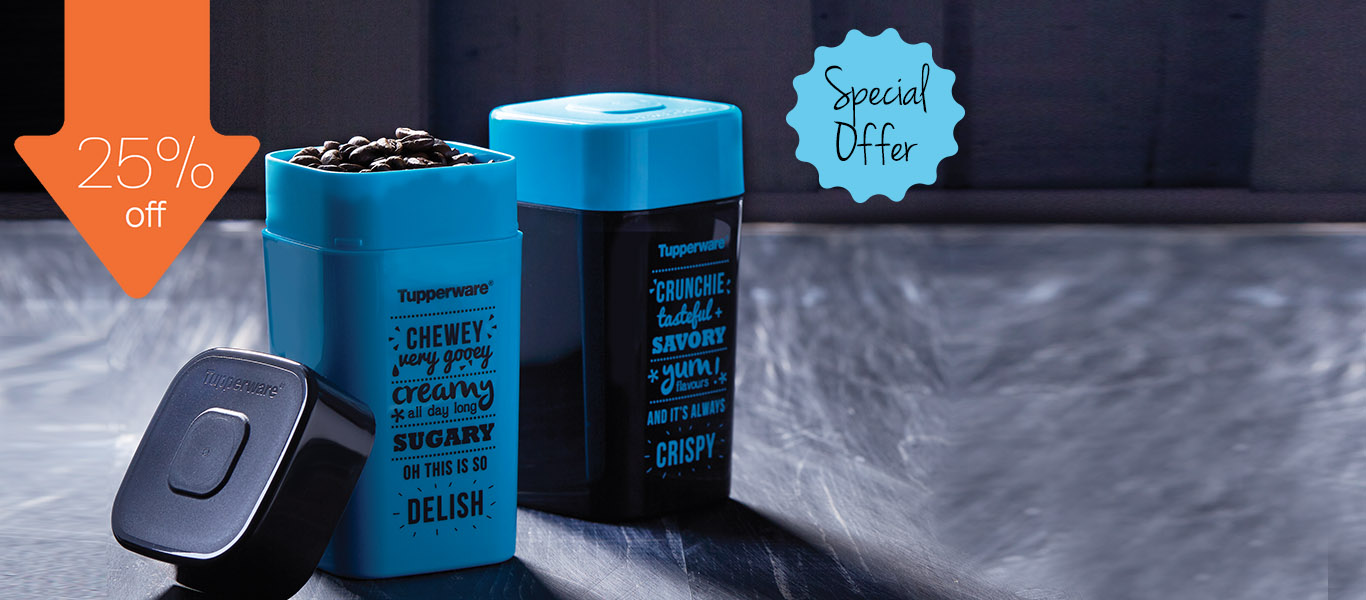 25%
off
Special
Offer
Tupperware®
CHEWEY
very gooey
creamy
* all day long
SUGARY
OH THIS IS SO
DELISH
Tupperware
CRUNCHIE
tasteful +
SAVORY
* yum! *
flavours
AND IT'S ALWAYS
CRISPY
Tupperware®